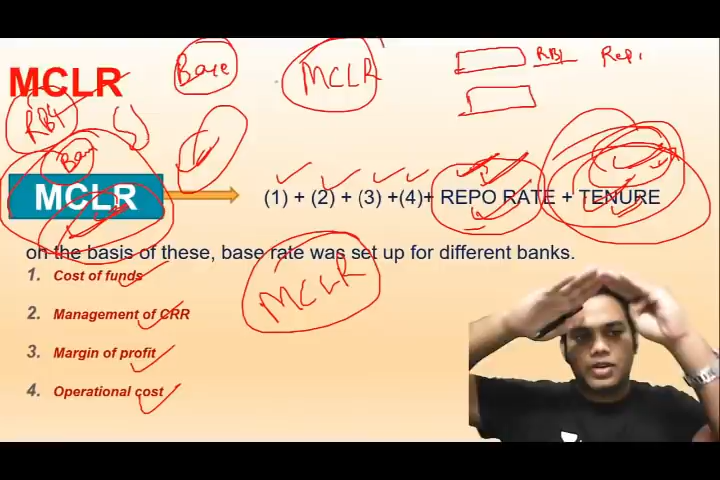 MCLR
Base
MCLR
RBI
Repo
RBI
Base
MCLR
(1) + (2) + (3) +(4)+ REPO RATE + TENURE
on the basis of these, base rate was set up for different banks.
1. Cost of funds
2. Management of CRR
3. Margin of profit
4. Operational cost
MCLR